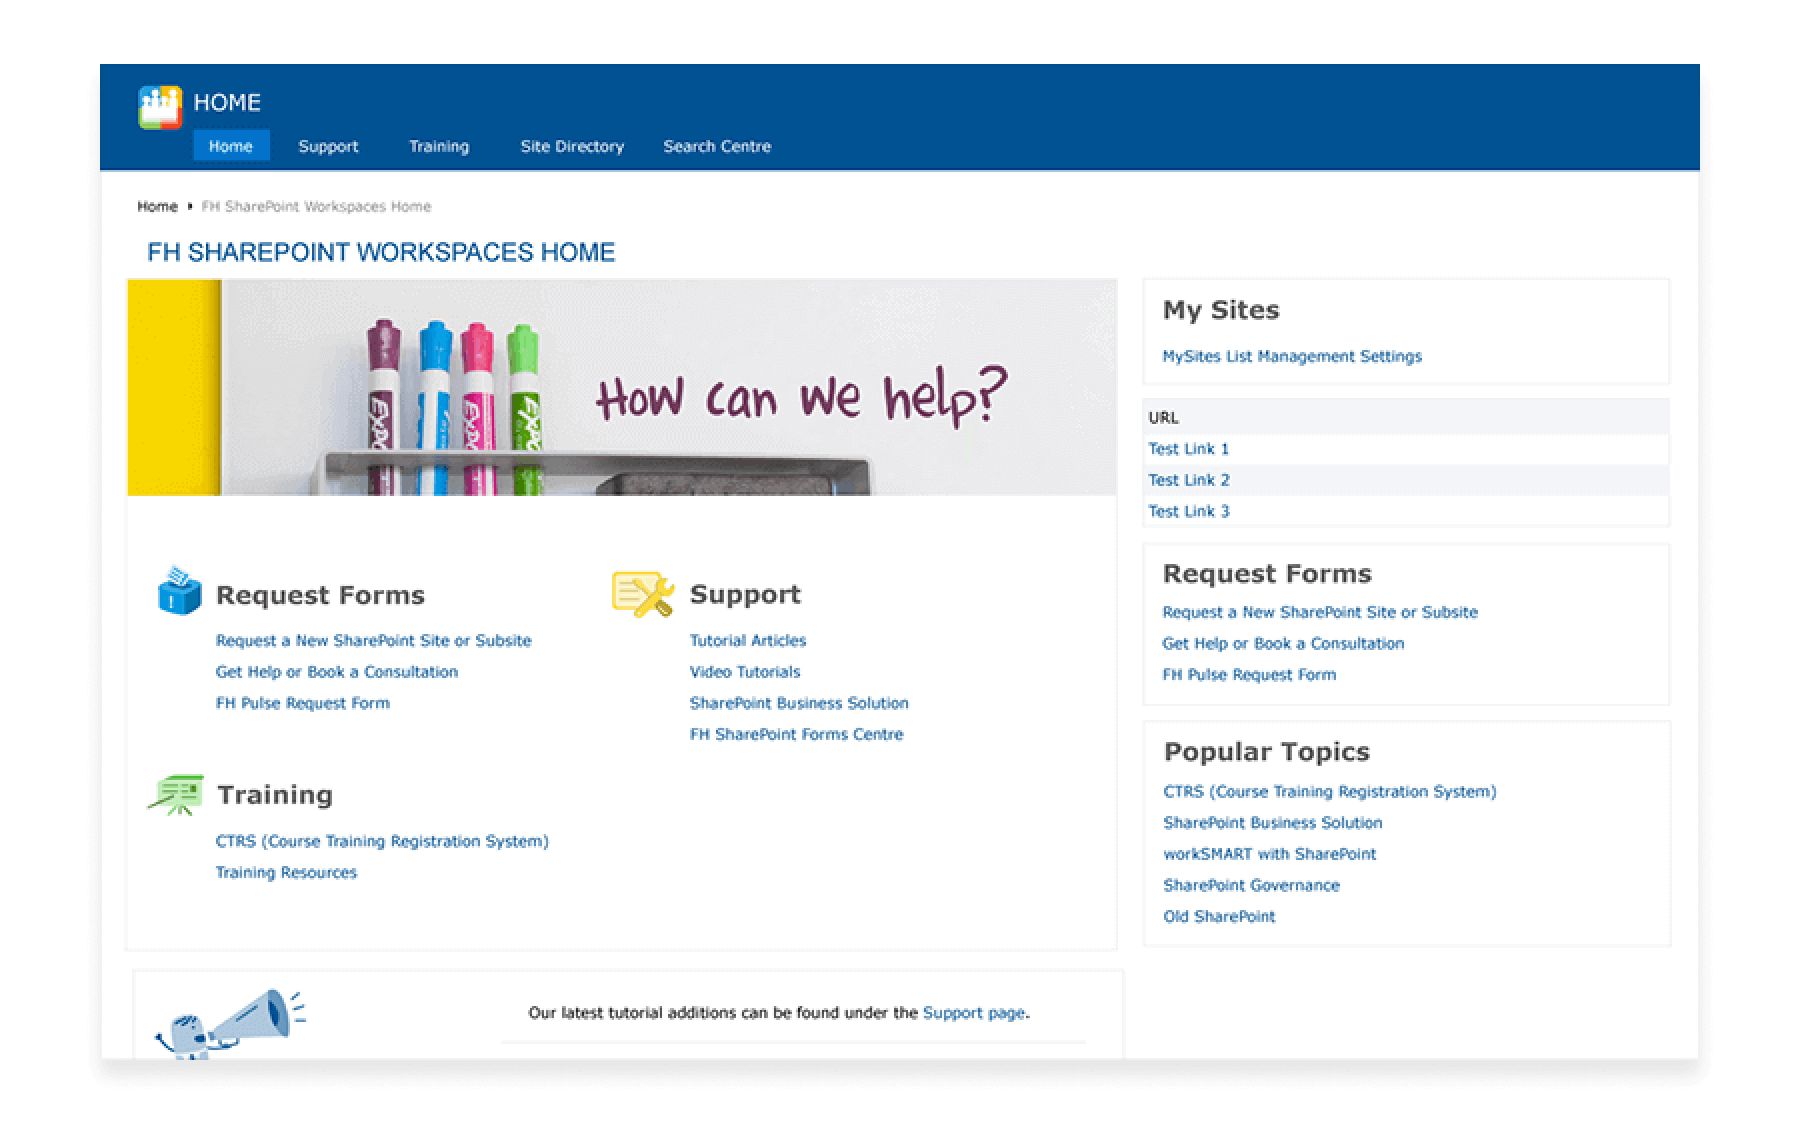 HOME
Home Support Training Site Directory Search Centre
Home FH SharePoint Workspaces Home
FH SHAREPOINT WORKSPACES HOME
How can we help?
EXPO
EXPO
Request Forms
Request a New SharePoint Site or Subsite
Get Help or Book a Consultation
FH Pulse Request Form
Support
Tutorial Articles
Video Tutorials
SharePoint Business Solution
FH SharePoint Forms Centre
Training
CTRS (Course Training Registration System)
Training Resources
Our latest tutorial additions can be found under the Support page.
My Sites
MySites List Management Settings
URL
Test Link 1
Test Link 2
Test Link 3
Request Forms
Request a New SharePoint Site or Subsite
Get Help or Book a Consultation
FH Pulse Request Form
Popular Topics
CTRS (Course Training Registration System)
SharePoint Business Solution
workSMART with SharePoint
SharePoint Governance
Old SharePoint